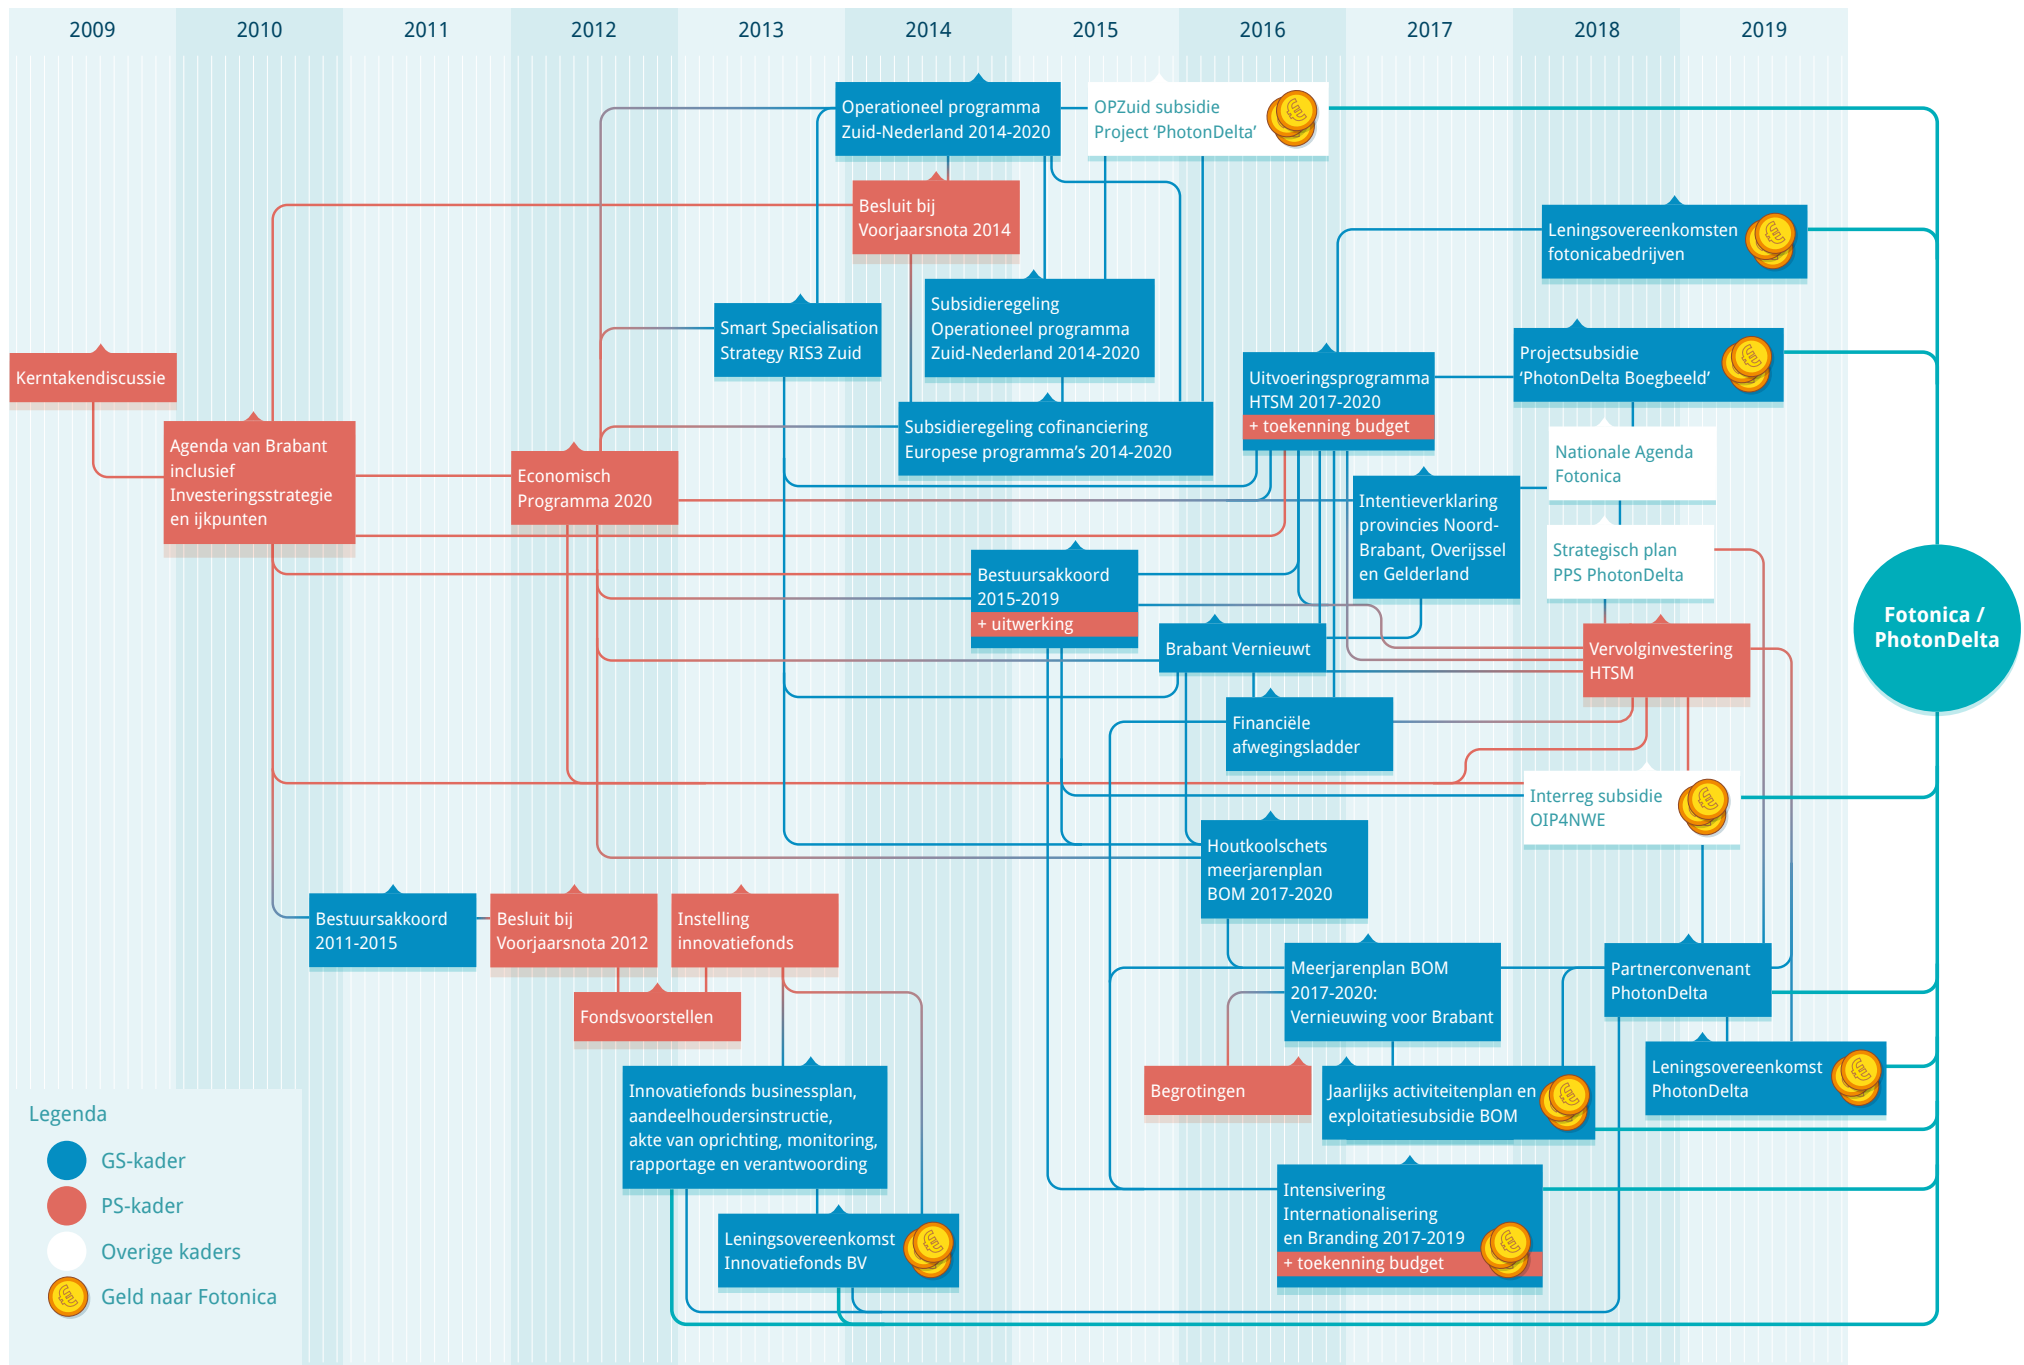 2009 2010 2011 2012 2013 2014 2015 2016 2017 2018 2019
Operationeel programma
Zuid-Nederland 2014-2020
OPZuid subsidie
Project ‘PhotonDelta’
Besluit bij
Voorjaarsnota 2014
Leningsovereenkomsten
fotonicabedrijven
Subsidieregeling
Operationeel programma
Zuid-Nederland 2014-2020
Smart Specialisation
Strategy RIS3 Zuid
Projectsubsidie
‘PhotonDelta Boegbeeld’
Kerntakendiscussie
Uitvoeringsprogramma
HTSM 2017-2020
+ toekenning budget
Subsidieregeling cofinanciering
Europese programma’s 2014-2020
Agenda van Brabant
inclusief
Investeringsstrategie
en ijkpunten
Economisch
Programma 2020
Nationale Agenda
Fotonica
Intentieverklaring
provincies Noord-
Brabant, Overijssel
en Gelderland
Strategisch plan
PPS PhotonDelta
Bestuursakkoord
2015-2019
+ uitwerking
Fotonica /
PhotonDelta
Brabant Vernieuwt
Vervolginvestering
HTSM
Financiële
afwegingsladder
Interreg subsidie
OIP4NWE
Houtkoolschets
meerjarenplan
BOM 2017-2020
Bestuursakkoord
2011-2015
Besluit bij
Voorjaarsnota 2012
Instelling
innovatiefonds
Fondsvoorstellen
Meerjarenplan BOM
2017-2020:
Vernieuwing voor Brabant
Partnerconvenant
PhotonDelta
Innovatiefonds businessplan,
aandeelhoudersinstructie,
akte van oprichting, monitoring,
rapportage en verantwoording
Begrotingen
Jaarlijks activiteitenplan en
exploitatiesubsidie BOM
Leningsovereenkomst
PhotonDelta
Intensivering
Internationalisering
en Branding 2017-2019
+ toekenning budget
Leningsovereenkomst
Innovatiefonds BV
Legenda
GS-kader
PS-kader
Overige kaders
Geld naar Fotonica